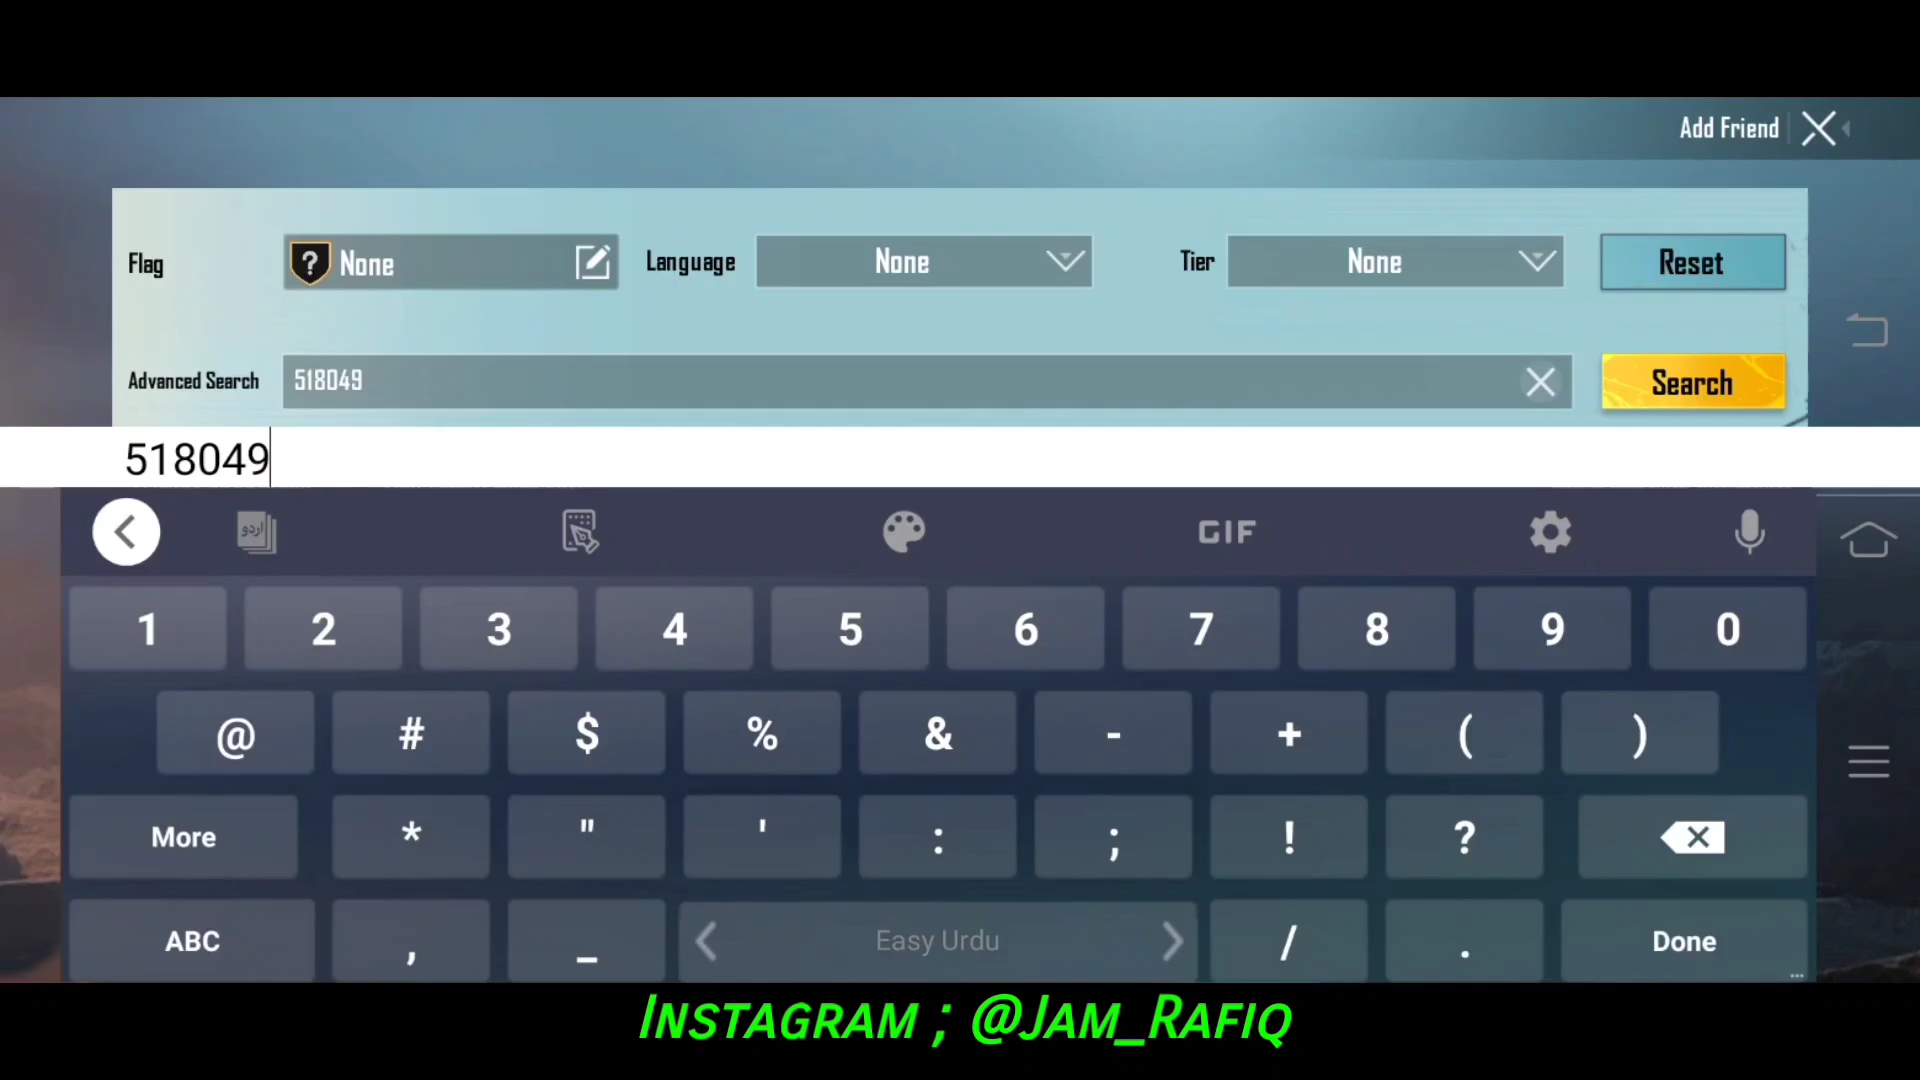 Add Friend
Flag ? None Language None Tier None Reset
Advanced Search 518049 Search
518049
اردو GIF
1 2 3 4 5 6 7 8 9 0
@ # $ % & - + ( )
More * " ' : ; ! ?
ABC , _ Easy Urdu / . Done
INSTAGRAM ; @JAM_RAFIQ